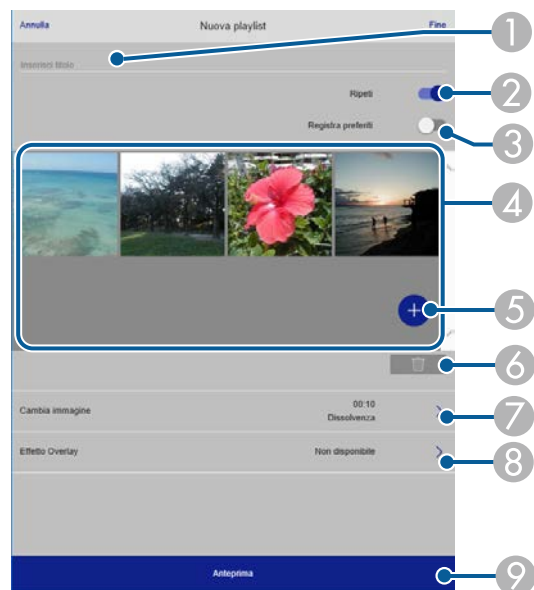 Annulla Nuova playlist Fine
1
Inserisci titolo
Ripeti
2
Registra preferiti
3
4
5
6
Cambia immagine 00:10
Dissolvenza
7
Effetto Overlay Non disponibile
8
Anteprima
9